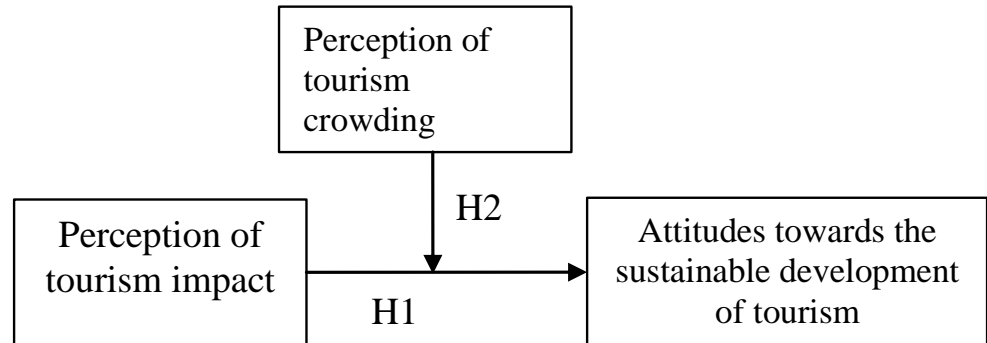 Perception of
tourism
crowding
H2
Perception of
tourism impact
H1
Attitudes towards the
sustainable development
of tourism